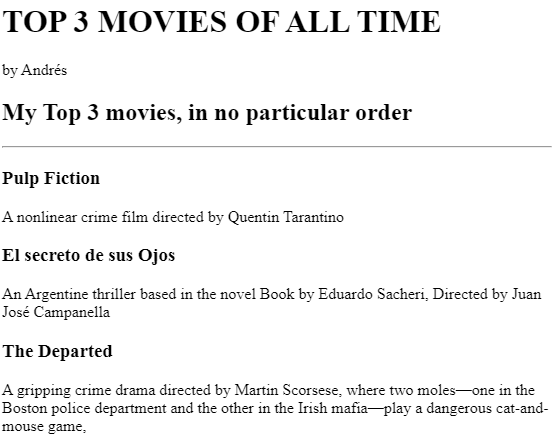 TOP 3 MOVIES OF ALL TIME
by Andrés
My Top 3 movies, in no particular order
Pulp Fiction
A nonlinear crime film directed by Quentin Tarantino
El secreto de sus Ojos
An Argentine thriller based in the novel Book by Eduardo Sacheri, Directed by Juan
José Campanella
The Departed
A gripping crime drama directed by Martin Scorsese, where two moles—one in the
Boston police department and the other in the Irish mafia—play a dangerous cat-and-
mouse game,